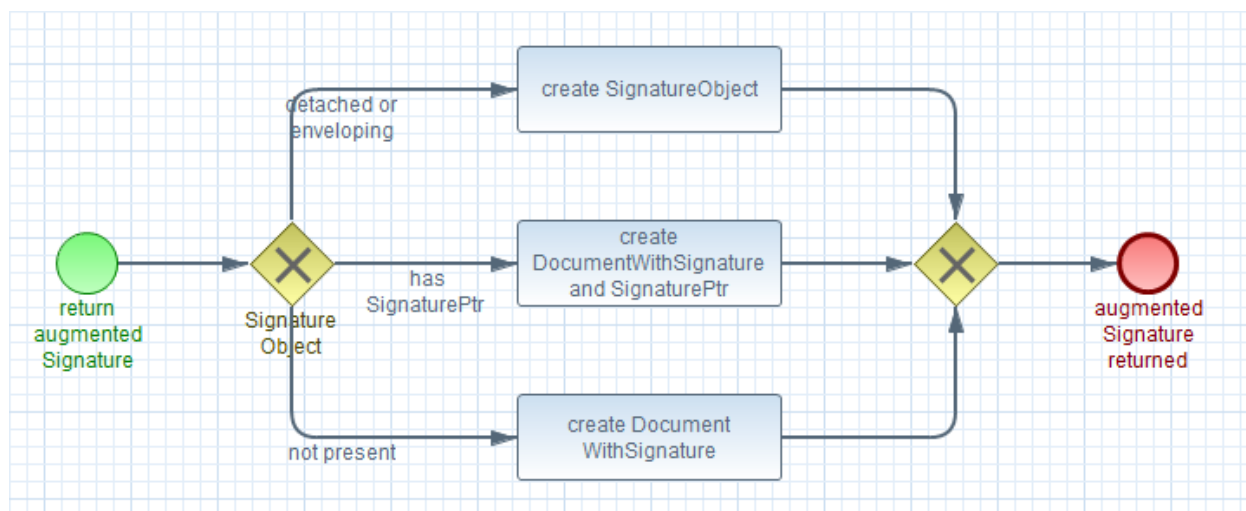 detached or
enveloping
create SignatureObject
return
augmented
Signature
Signature
Object
has
SignaturePtr
create
DocumentWithSignature
and SignaturePtr
augmented
Signature
returned
not present
create Document
WithSignature